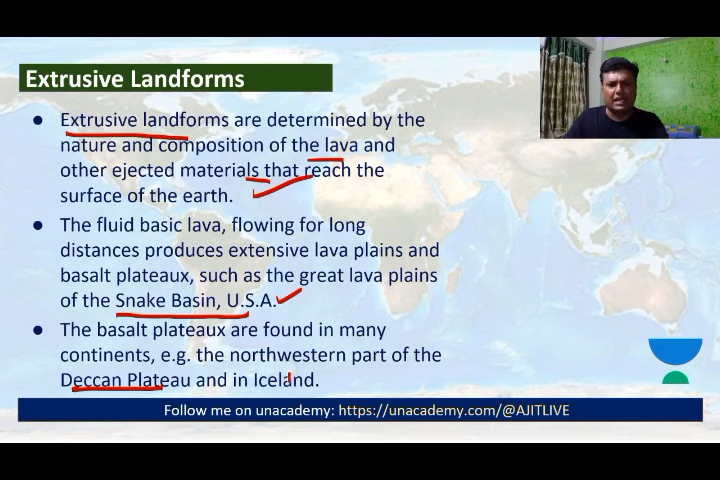 Extrusive Landforms
● Extrusive landforms are determined by the
nature and composition of the lava and
other ejected materials that reach the
surface of the earth.
● The fluid basic lava, flowing for long
distances produces extensive lava plains and
basalt plateaux, such as the great lava plains
of the Snake Basin, U.S.A.
● The basalt plateaux are found in many
continents, e.g. the northwestern part of the
Deccan Plateau and in Iceland.
Follow me on unacademy: https://unacademy.com/@AJITLIVE